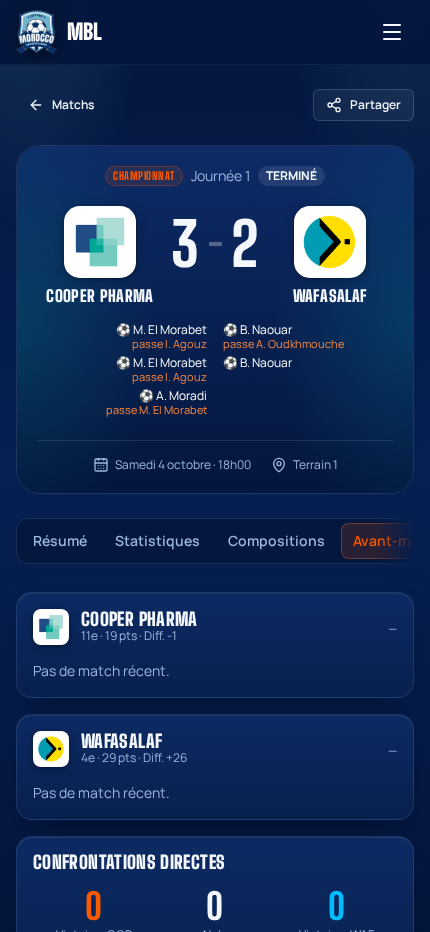 MOROCCO
MBL
Matchs
Partager
CHAMPIONNAT Journée 1 TERMINÉ
3 - 2
COOPER PHARMA
WAFASALAF
M. El Morabet
passe I. Agouz
M. El Morabet
passe I. Agouz
A. Moradi
passe M. El Morabet
B. Naouar
passe A. Oudkhmouche
B. Naouar
Samedi 4 octobre · 18h00
Terrain 1
Résumé Statistiques Compositions Avant-m
COOPER PHARMA
11e · 19 pts · Diff. -1
–
Pas de match récent.
WAFASALAF
4e · 29 pts · Diff. +26
–
Pas de match récent.
CONFRONTATIONS DIRECTES
0 0 0